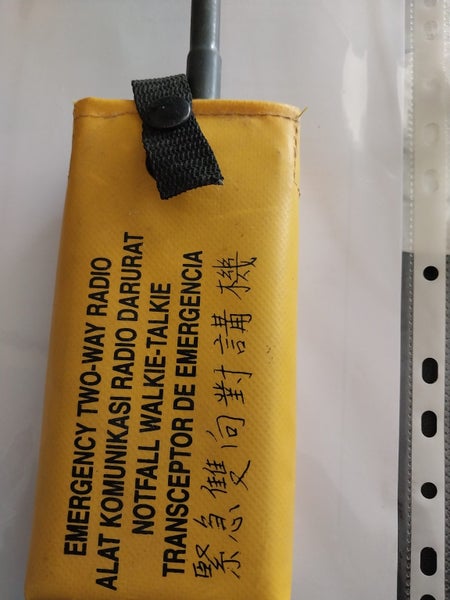 EMERGENCY TWO-WAY RADIO
ALAT KOMUNIKASI RADIO DARURAT
NOTFALL WALKIE-TALKIE
TRANSCEPTOR DE EMERGENCIA
緊急雙向對講機